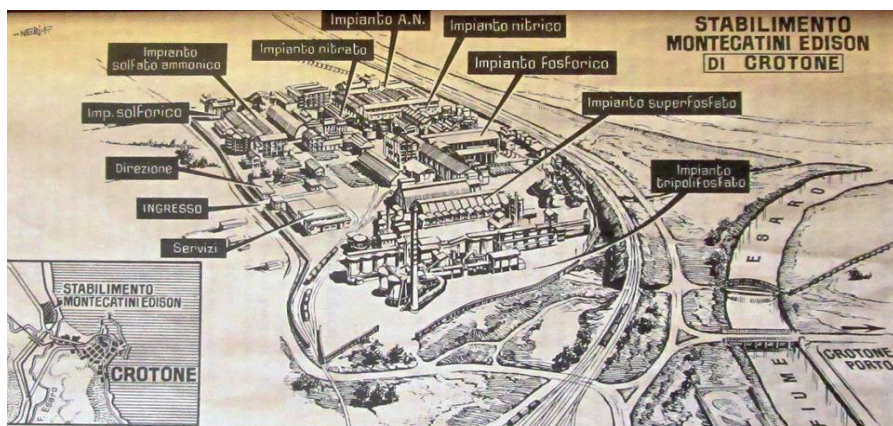 STABILIMENTO
MONTECATINI EDISON
DI CROTONE
Impianto A.N.
Impianto nitrico
Impianto nitrato
Impianto
solfato ammonico
Impianto fosforico
Impianto superfosfato
Imp. solforico
Impianto
tripolifosfato
Direzione
INGRESSO
Servizi
ESARO
FIUME
CROTONE
PORTO
STABILIMENTO
MONTECATINI EDISON
CROTONE
F. Esaro